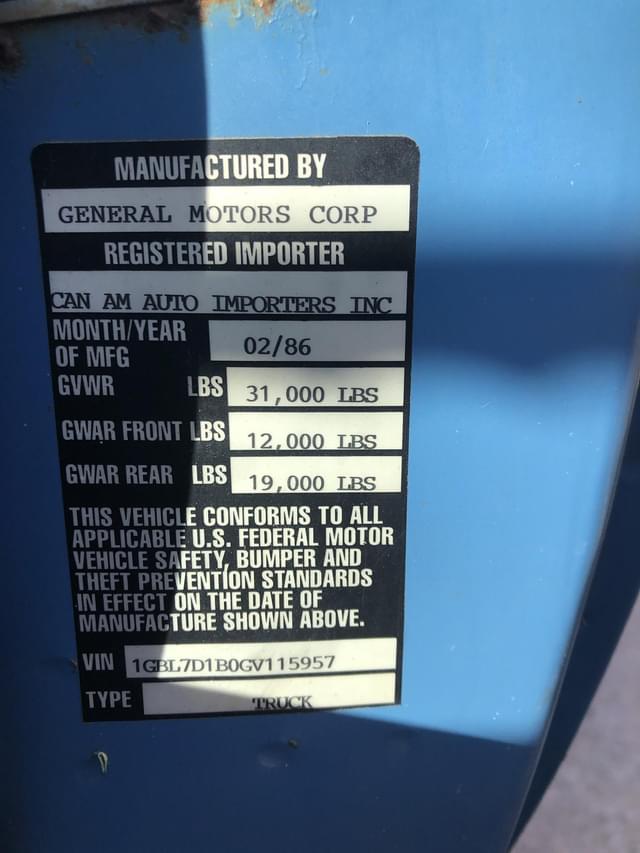 MANUFACTURED BY
GENERAL MOTORS CORP
REGISTERED IMPORTER
CAN AM AUTO IMPORTERS INC
MONTH/YEAR
OF MFG 02/86
GVWR LBS 31,000 LBS
GWAR FRONT LBS 12,000 LBS
GWAR REAR LBS 19,000 LBS
THIS VEHICLE CONFORMS TO ALL
APPLICABLE U.S. FEDERAL MOTOR
VEHICLE SAFETY, BUMPER AND
THEFT PREVENTION STANDARDS
IN EFFECT ON THE DATE OF
MANUFACTURE SHOWN ABOVE.
VIN 1GBL7D1B0GV115957
TYPE TRUCK